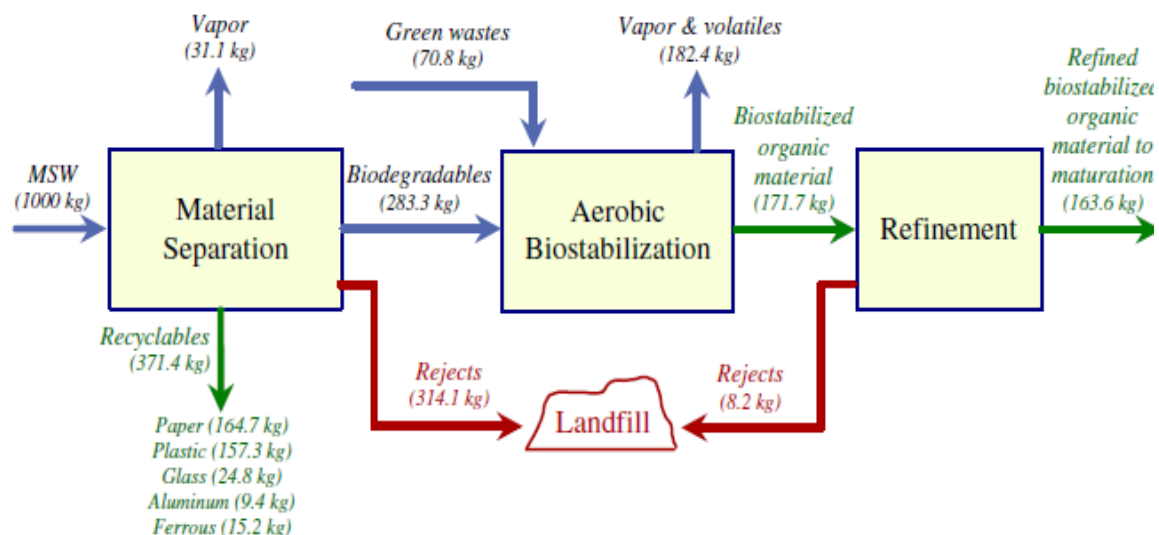 Vapor
(31.1 kg)
Green wastes
(70.8 kg)
Vapor & volatiles
(182.4 kg)
Refined
biostabilized
organic
material to
maturation
(163.6 kg)
Biostabilized
organic
material
(171.7 kg)
MSW
(1000 kg)
Material
Separation
Biodegradables
(283.3 kg)
Aerobic
Biostabilization
Refinement
Recyclables
(371.4 kg)
Rejects
(314.1 kg)
Landfill
Rejects
(8.2 kg)
Paper (164.7 kg)
Plastic (157.3 kg)
Glass (24.8 kg)
Aluminum (9.4 kg)
Ferrous (15.2 kg)